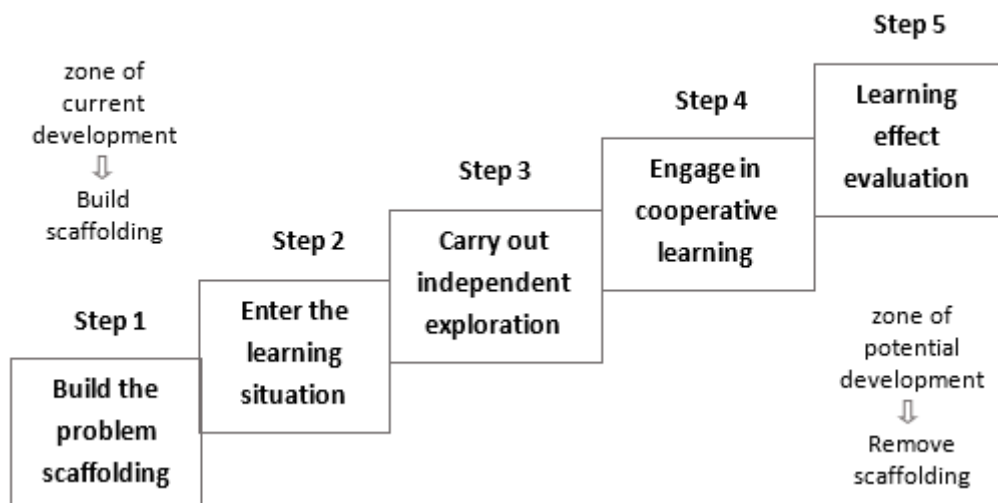 zone of
current
development
⇩
Build
scaffolding
Step 1
Build the
problem
scaffolding
Step 2
Enter the
learning
situation
Step 3
Carry out
independent
exploration
Step 4
Engage in
cooperative
learning
Step 5
Learning
effect
evaluation
zone of
potential
development
⇩
Remove
scaffolding